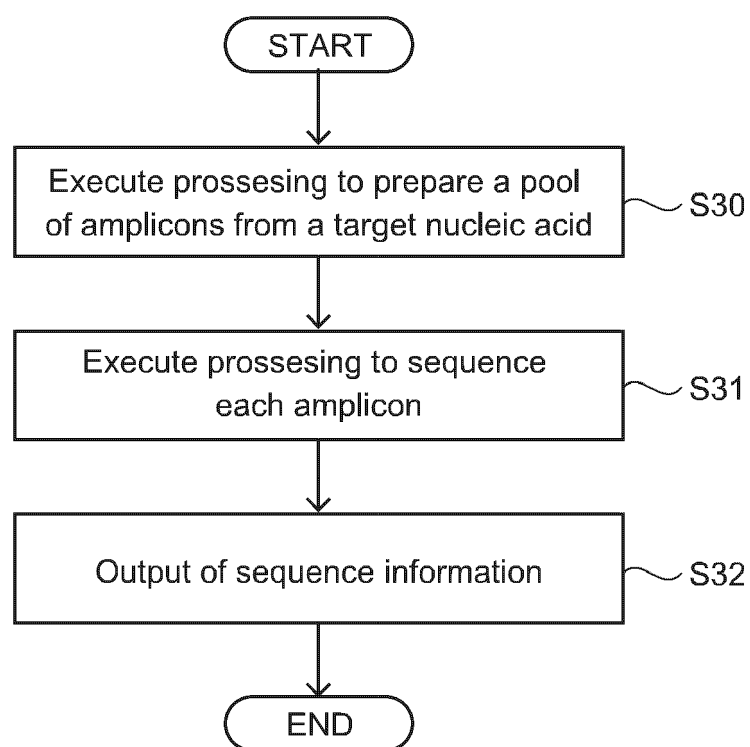 START
Execute prossesing to prepare a pool
of amplicons from a target nucleic acid
S30
Execute prossesing to sequence
each amplicon
S31
Output of sequence information
S32
END